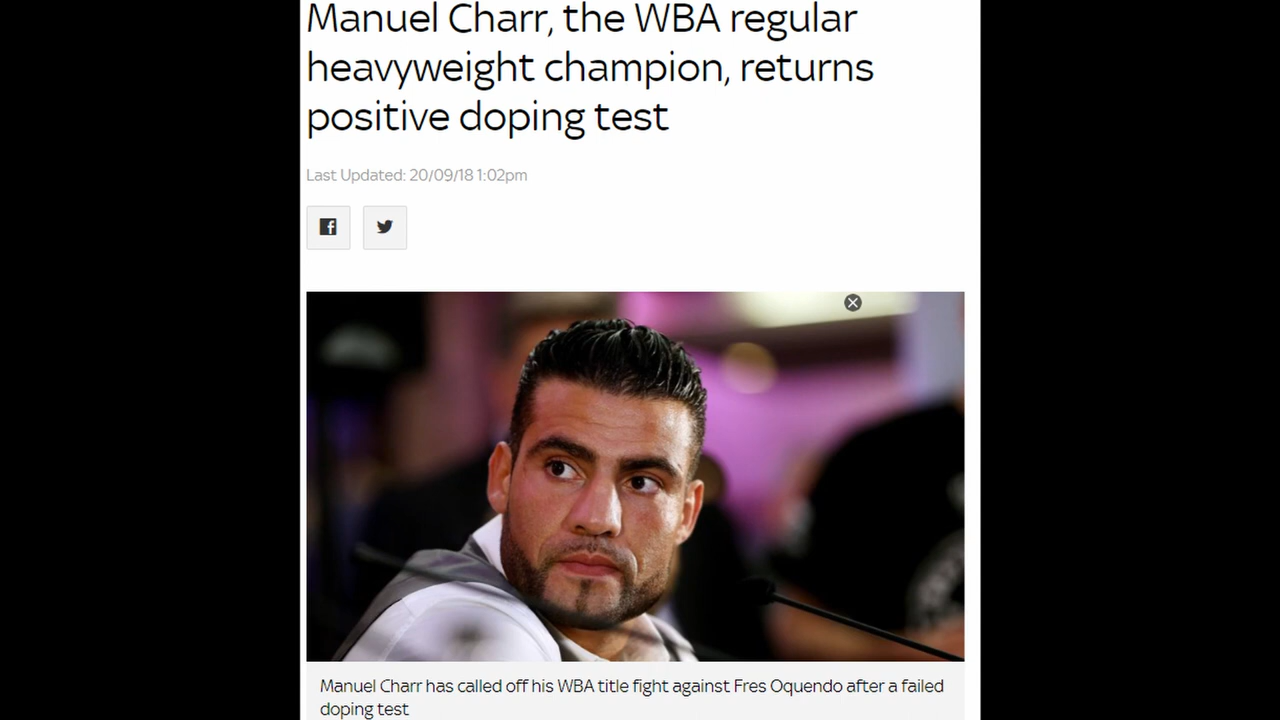 Manuel Charr, the WBA regular
heavyweight champion, returns
positive doping test
Last Updated: 20/09/18 1:02pm
Manuel Charr has called off his WBA title fight against Fres Oquendo after a failed
doping test